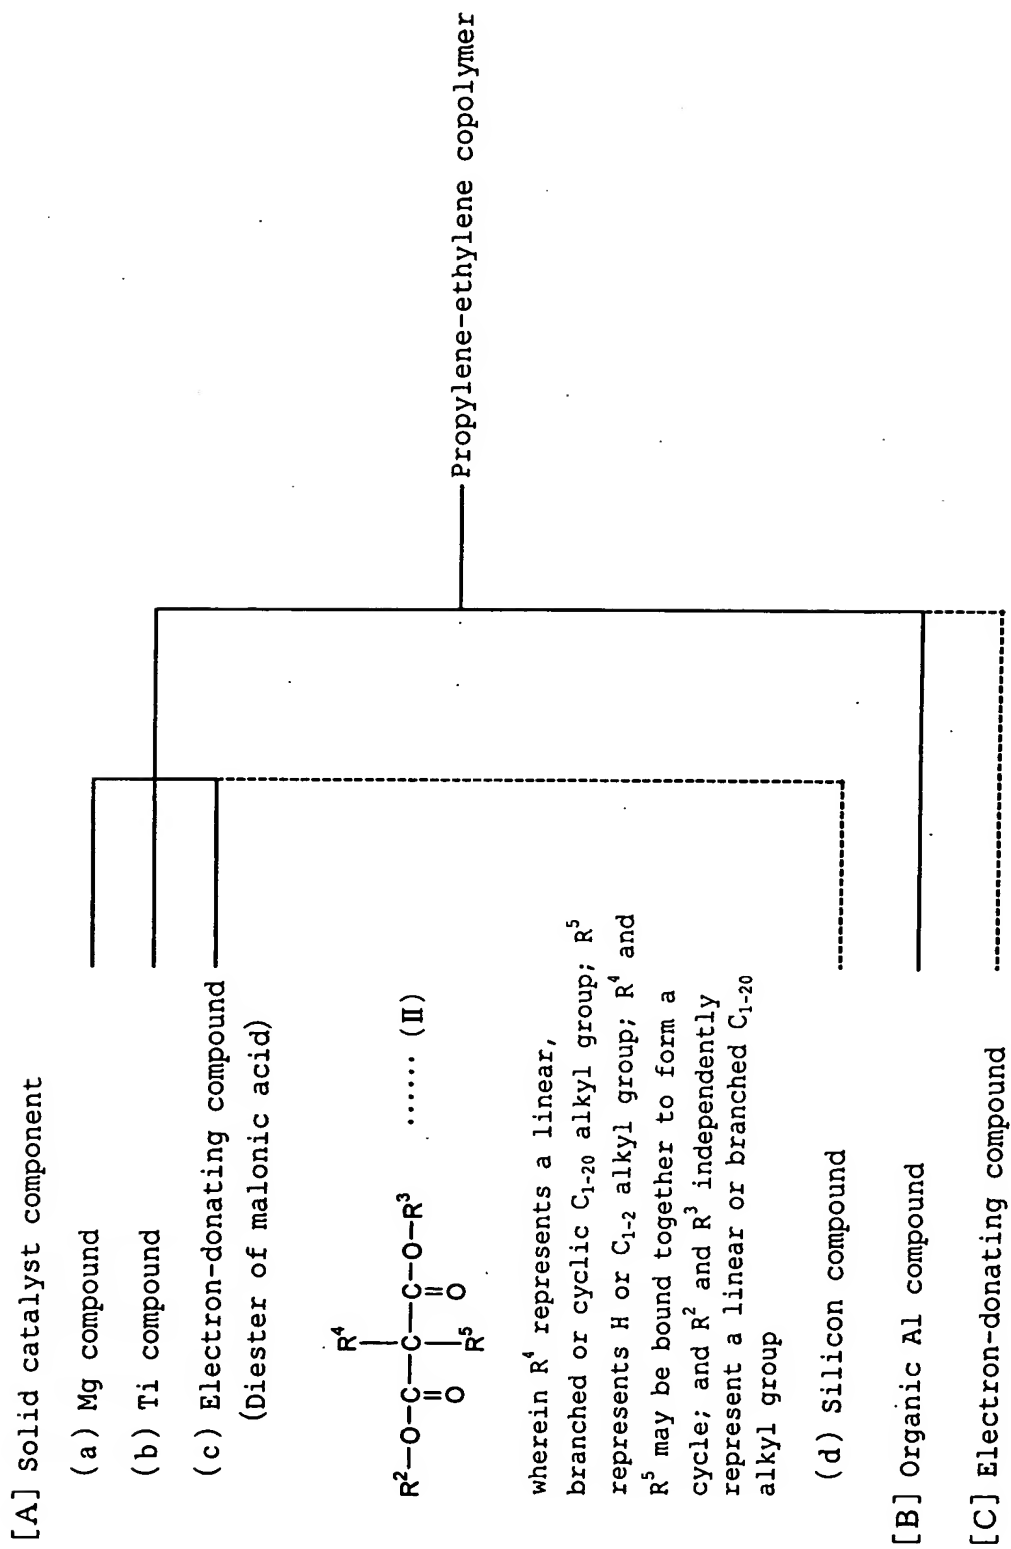 [A] Solid catalyst component
(a) Mg compound
(b) Ti compound
(c) Electron-donating compound
(Diester of malonic acid)
R⁴
R²—O—C—C—C—O—R³ ...... (II)
O R⁵ O
wherein R⁴ represents a linear,
branched or cyclic C₁₋₂₀ alkyl group; R⁵
represents H or C₁₋₂ alkyl group; R⁴ and
R⁵ may be bound together to form a
cycle; and R² and R³ independently
represent a linear or branched C₁₋₂₀
alkyl group
(d) Silicon compound
[B] Organic Al compound
[C] Electron-donating compound
Propylene-ethylene copolymer